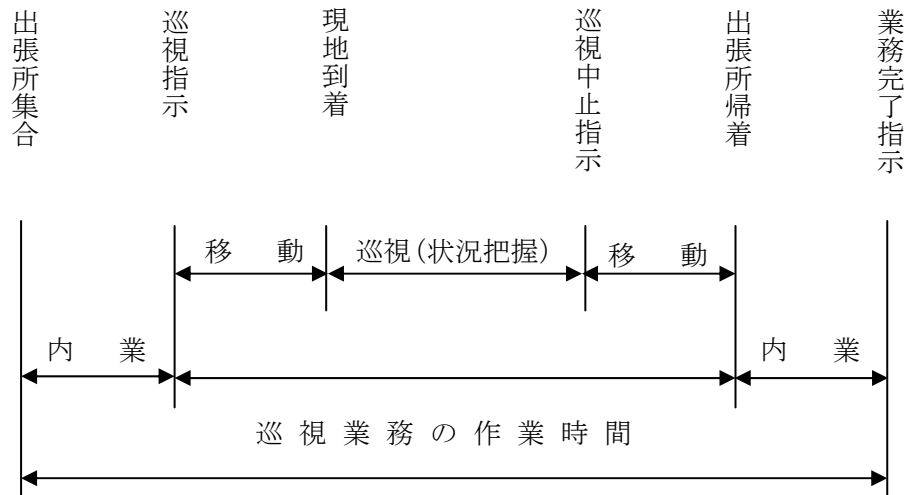 出張所集合
巡視指示
現地到着
巡視中止指示
出張所帰着
業務完了指示
移　動
巡視(状況把握)
移　動
内　業
内　業
巡視業務の作業時間